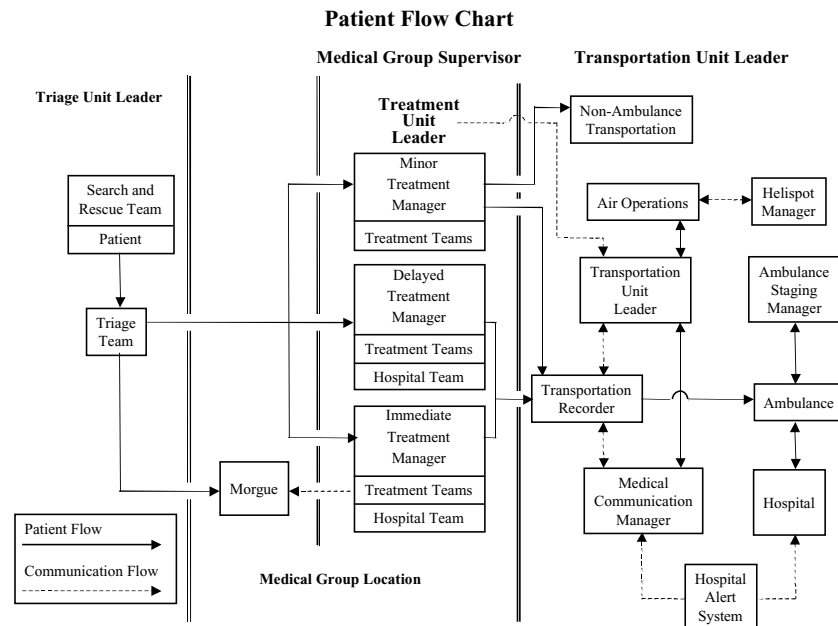 Patient Flow Chart
Medical Group Supervisor
Transportation Unit Leader
Triage Unit Leader
Treatment
Unit
Leader
Non-Ambulance
Transportation
Minor
Treatment
Manager
Treatment Teams
Search and
Rescue Team
Patient
Air Operations
Helispot
Manager
Delayed
Treatment
Manager
Treatment Teams
Hospital Team
Transportation
Unit
Leader
Ambulance
Staging
Manager
Triage
Team
Transportation
Recorder
Ambulance
Immediate
Treatment
Manager
Treatment Teams
Hospital Team
Morgue
Medical
Communication
Manager
Hospital
Patient Flow
Communication Flow
Medical Group Location
Hospital
Alert
System